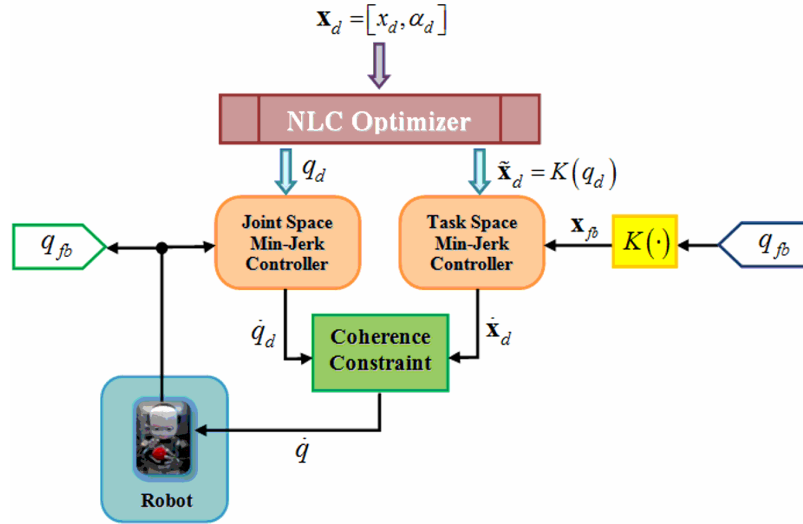 𝐱_d = [x_d, α_d]
NLC Optimizer
q_d
𝐱̃_d = K(q_d)
Joint Space
Min-Jerk
Controller
Task Space
Min-Jerk
Controller
q_fb
𝐱_fb
K(·)
q_fb
q̇_d
Coherence
Constraint
𝐱̇_d
q̇
Robot